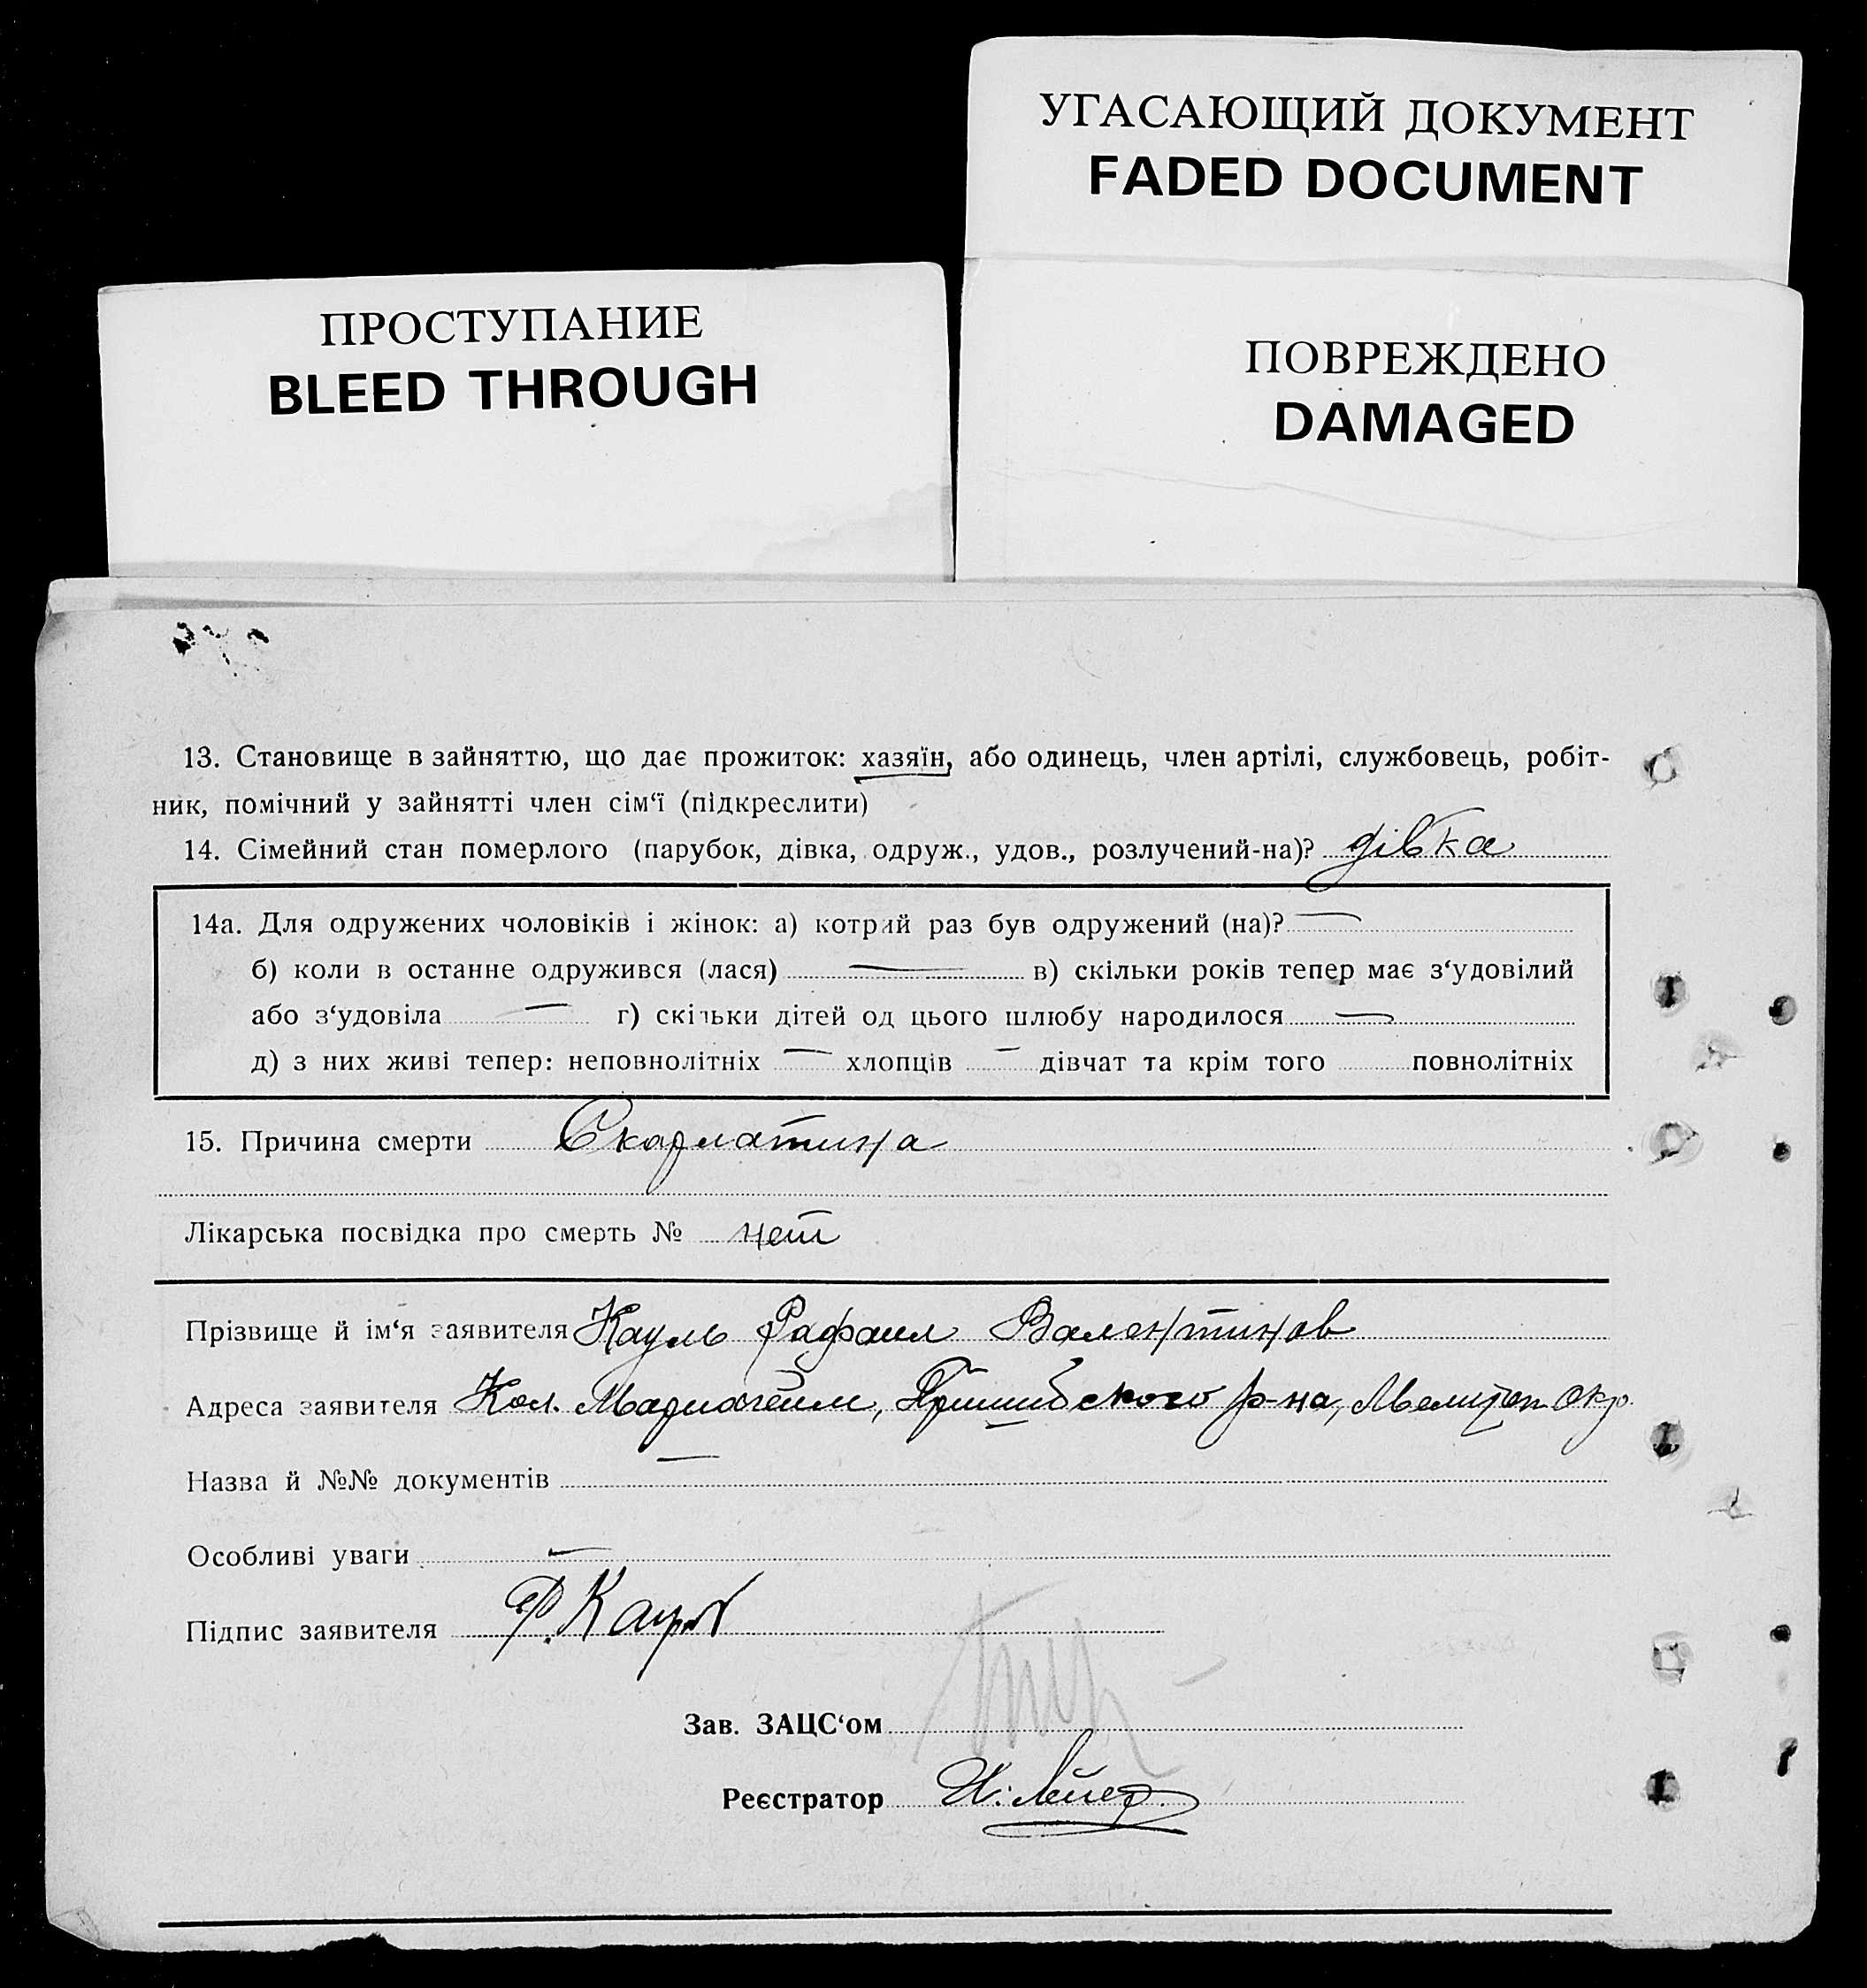 УГАСАЮЩИЙ ДОКУМЕНТ
FADED DOCUMENT
ПРОСТУПАНИЕ
BLEED THROUGH
ПОВРЕЖДЕНО
DAMAGED
13. Становище в зайняттю, що дає прожиток: хазяїн, або одинець, член артілі, службовець, робіт-
ник, помічний у зайнятті член сім‘ї (підкреслити)
14. Сімейний стан померлого (парубок, дівка, одруж., удов., розлучений-на)? дівка
14а. Для одружених чоловіків і жінок: а) котрий раз був одружений (на)? —
б) коли в останнє одружився (лася) — в) скільки років тепер має з‘удовілий
або з‘удовіла — г) скільки дітей од цього шлюбу народилося —
д) з них живі тепер: неповнолітніх — хлопців — дівчат та крім того повнолітніх
15. Причина смерти Скарлатина
Лікарська посвідка про смерть № нет
Прізвище й ім‘я заявителя Кауль Рафаил Валентинов
Адреса заявителя Кол. Мариагейм, Пришибского р-на, Мелитоп Окр.
Назва й №№ документів —
Особливі уваги —
Підпис заявителя Р. Кауль
Зав. ЗАЦС‘ом
Реєстратор